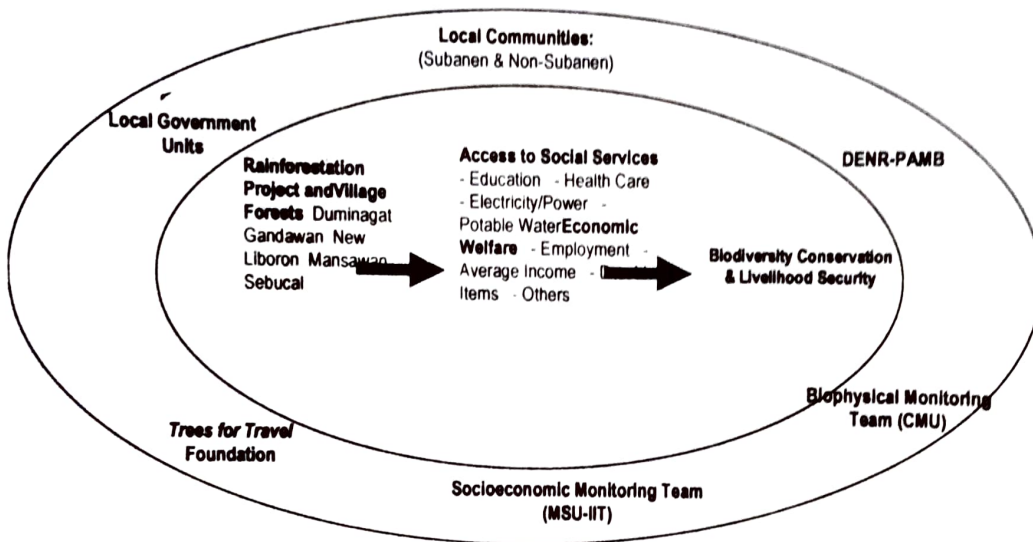 Local Communities:
(Subanen & Non-Subanen)
Local Government
Units
DENR-PAMB
Rainforestation
Project andVillage
Forests Duminagat
Gandawan New
Liboron Mansawan
Sebucal
Access to Social Services
- Education - Health Care
- Electricity/Power -
Potable WaterEconomic
Welfare - Employment -
Average Income -
Items - Others
Biodiversity Conservation
& Livelihood Security
Biophysical Monitoring
Team (CMU)
Trees for Travel
Foundation
Socioeconomic Monitoring Team
(MSU-IIT)